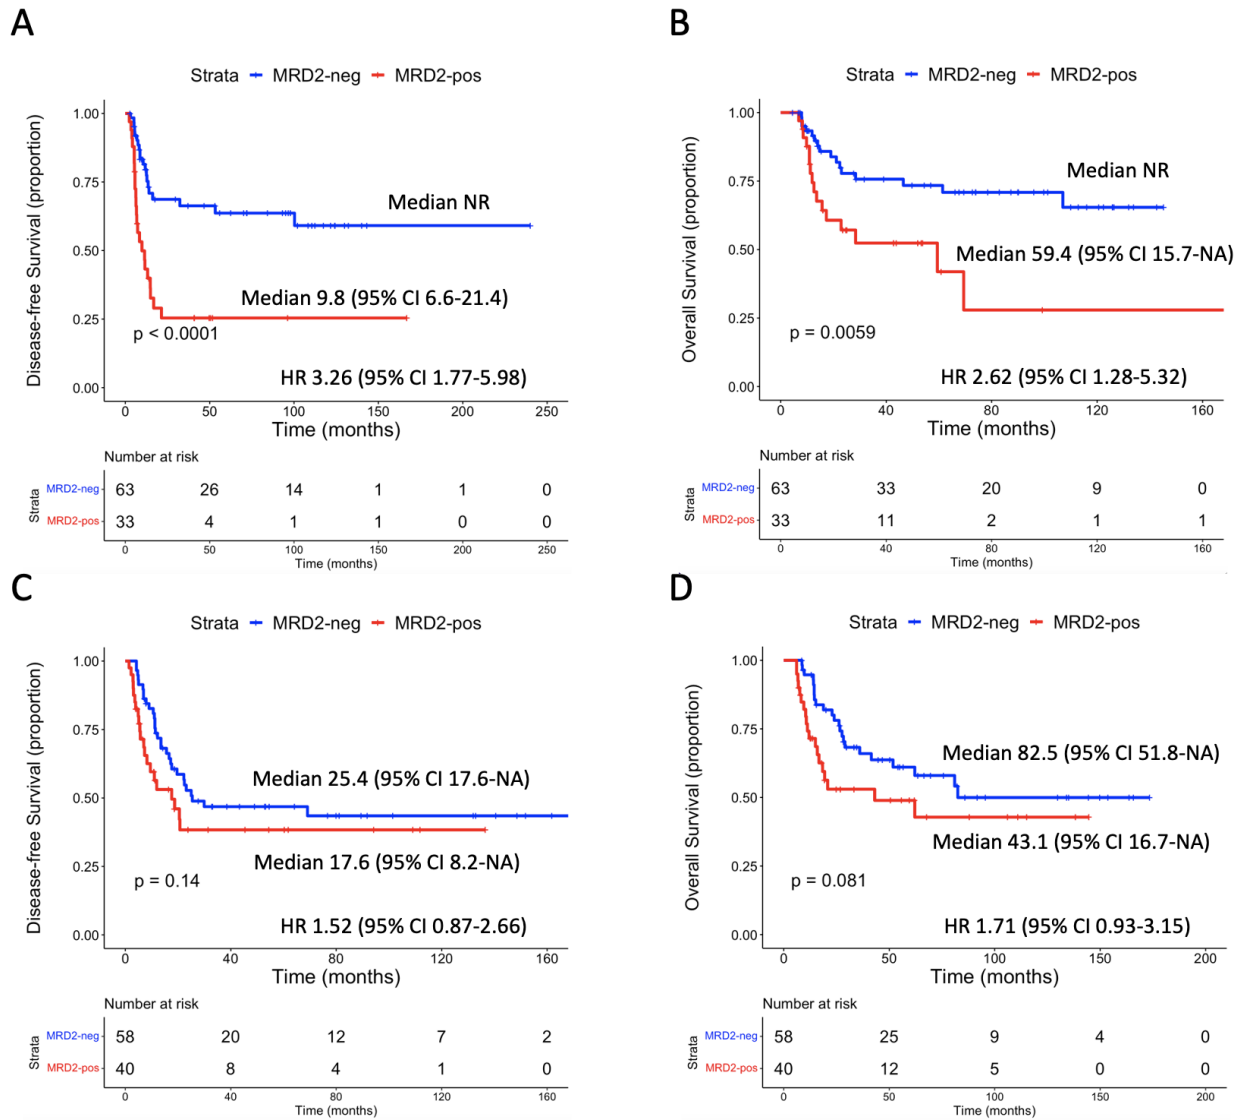 A
Strata MRD2-neg MRD2-pos
Disease-free Survival (proportion)
1.00
0.75
0.50
0.25
0.00
Median NR
Median 9.8 (95% CI 6.6-21.4)
p < 0.0001
HR 3.26 (95% CI 1.77-5.98)
0 50 100 150 200 250
Time (months)
Number at risk
Strata
MRD2-neg 63 26 14 1 1 0
MRD2-pos 33 4 1 1 0 0
0 50 100 150 200 250
Time (months)
B
Strata MRD2-neg MRD2-pos
Overall Survival (proportion)
1.00
0.75
0.50
0.25
0.00
Median NR
Median 59.4 (95% CI 15.7-NA)
p = 0.0059
HR 2.62 (95% CI 1.28-5.32)
0 40 80 120 160
Time (months)
Number at risk
Strata
MRD2-neg 63 33 20 9 0
MRD2-pos 33 11 2 1 1
0 40 80 120 160
Time (months)
C
Strata MRD2-neg MRD2-pos
Disease-free Survival (proportion)
1.00
0.75
0.50
0.25
0.00
Median 25.4 (95% CI 17.6-NA)
Median 17.6 (95% CI 8.2-NA)
p = 0.14
HR 1.52 (95% CI 0.87-2.66)
0 40 80 120 160
Time (months)
Number at risk
Strata
MRD2-neg 58 20 12 7 2
MRD2-pos 40 8 4 1 0
0 40 80 120 160
Time (months)
D
Strata MRD2-neg MRD2-pos
Overall Survival (proportion)
1.00
0.75
0.50
0.25
0.00
Median 82.5 (95% CI 51.8-NA)
Median 43.1 (95% CI 16.7-NA)
p = 0.081
HR 1.71 (95% CI 0.93-3.15)
0 50 100 150 200
Time (months)
Number at risk
Strata
MRD2-neg 58 25 9 4 0
MRD2-pos 40 12 5 0 0
0 50 100 150 200
Time (months)